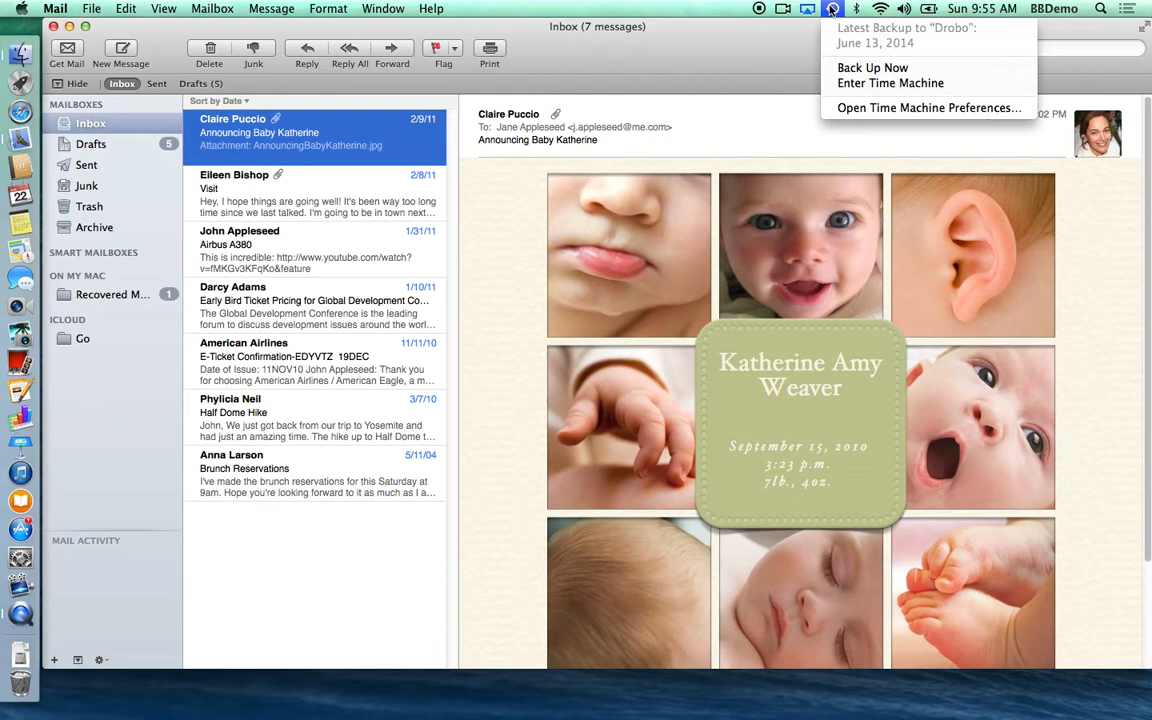 Mail File Edit View Mailbox Message Format Window Help
Sun 9:55 AM BBDemo
Inbox (7 messages)
Latest Backup to “Drobo”:
June 13, 2014
Back Up Now
Enter Time Machine
Open Time Machine Preferences…
Get Mail New Message Delete Junk Reply Reply All Forward Flag Print
Hide Inbox Sent Drafts (5)
MAILBOXES
Inbox
Drafts 5
Sent
Junk
Trash
Archive
SMART MAILBOXES
ON MY MAC
Recovered M... 1
ICLOUD
Go
MAIL ACTIVITY
Sort by Date
Claire Puccio 2/9/11
Announcing Baby Katherine
Attachment: AnnouncingBabyKatherine.jpg
Eileen Bishop 2/8/11
Visit
Hey, I hope things are going well! It's been way too long
time since we last talked. I'm going to be in town next…
John Appleseed 1/31/11
Airbus A380
This is incredible: http://www.youtube.com/watch?
v=fMKGv3KFqKo&feature
Darcy Adams 1/10/11
Early Bird Ticket Pricing for Global Development Co…
The Global Development Conference is the leading
forum to discuss development issues around the worl…
American Airlines 11/11/10
E-Ticket Confirmation-EDYVTZ 19DEC
Date of Issue: 11NOV10 John Appleseed: Thank you
for choosing American Airlines / American Eagle, a m…
Phylicia Neil 3/7/10
Half Dome Hike
John, We just got back from our trip to Yosemite and
had just an amazing time. The hike up to Half Dome t…
Anna Larson 5/11/04
Brunch Reservations
I've made the brunch reservations for this Saturday at
9am. Hope you're looking forward to it as much as I a…
Claire Puccio 02 PM
To: Jane Appleseed <j.appleseed@me.com>
Announcing Baby Katherine
Katherine Amy
Weaver
September 15, 2010
3:23 p.m.
7lb., 4oz.
22